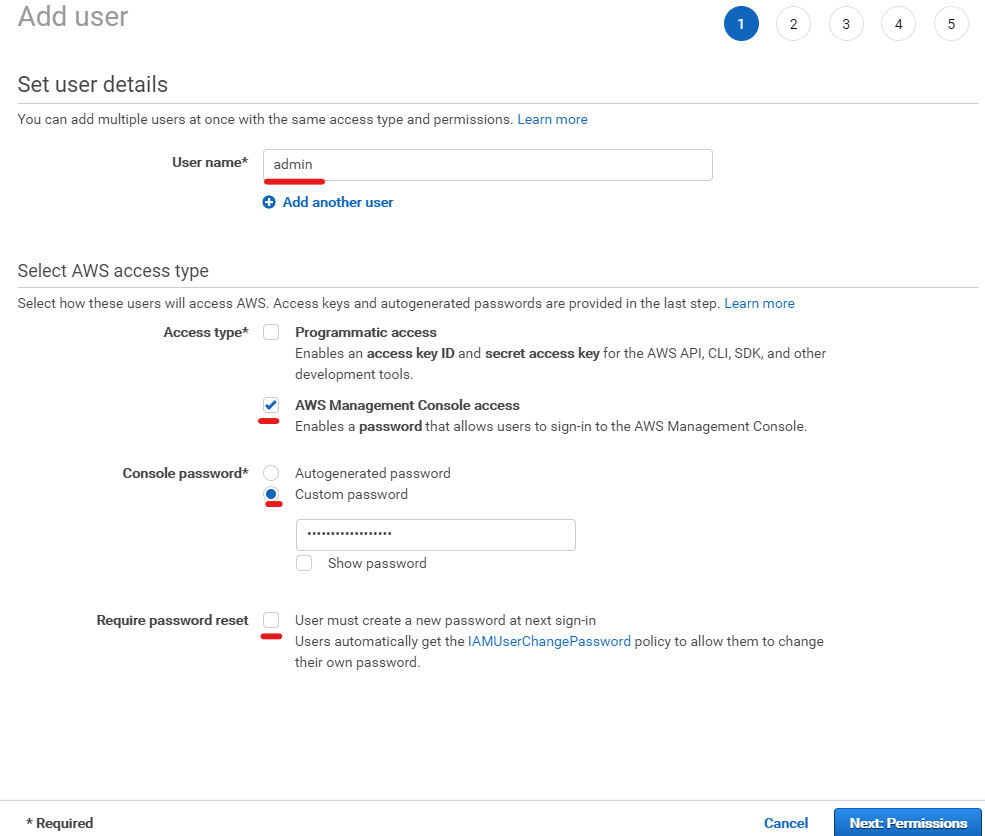 Add user
1 2 3 4 5
Set user details
You can add multiple users at once with the same access type and permissions. Learn more
User name* admin
Add another user
Select AWS access type
Select how these users will access AWS. Access keys and autogenerated passwords are provided in the last step. Learn more
Access type* Programmatic access
Enables an access key ID and secret access key for the AWS API, CLI, SDK, and other
development tools.
AWS Management Console access
Enables a password that allows users to sign-in to the AWS Management Console.
Console password* Autogenerated password
Custom password
••••••••••••••••••
Show password
Require password reset User must create a new password at next sign-in
Users automatically get the IAMUserChangePassword policy to allow them to change
their own password.
* Required Cancel Next: Permissions